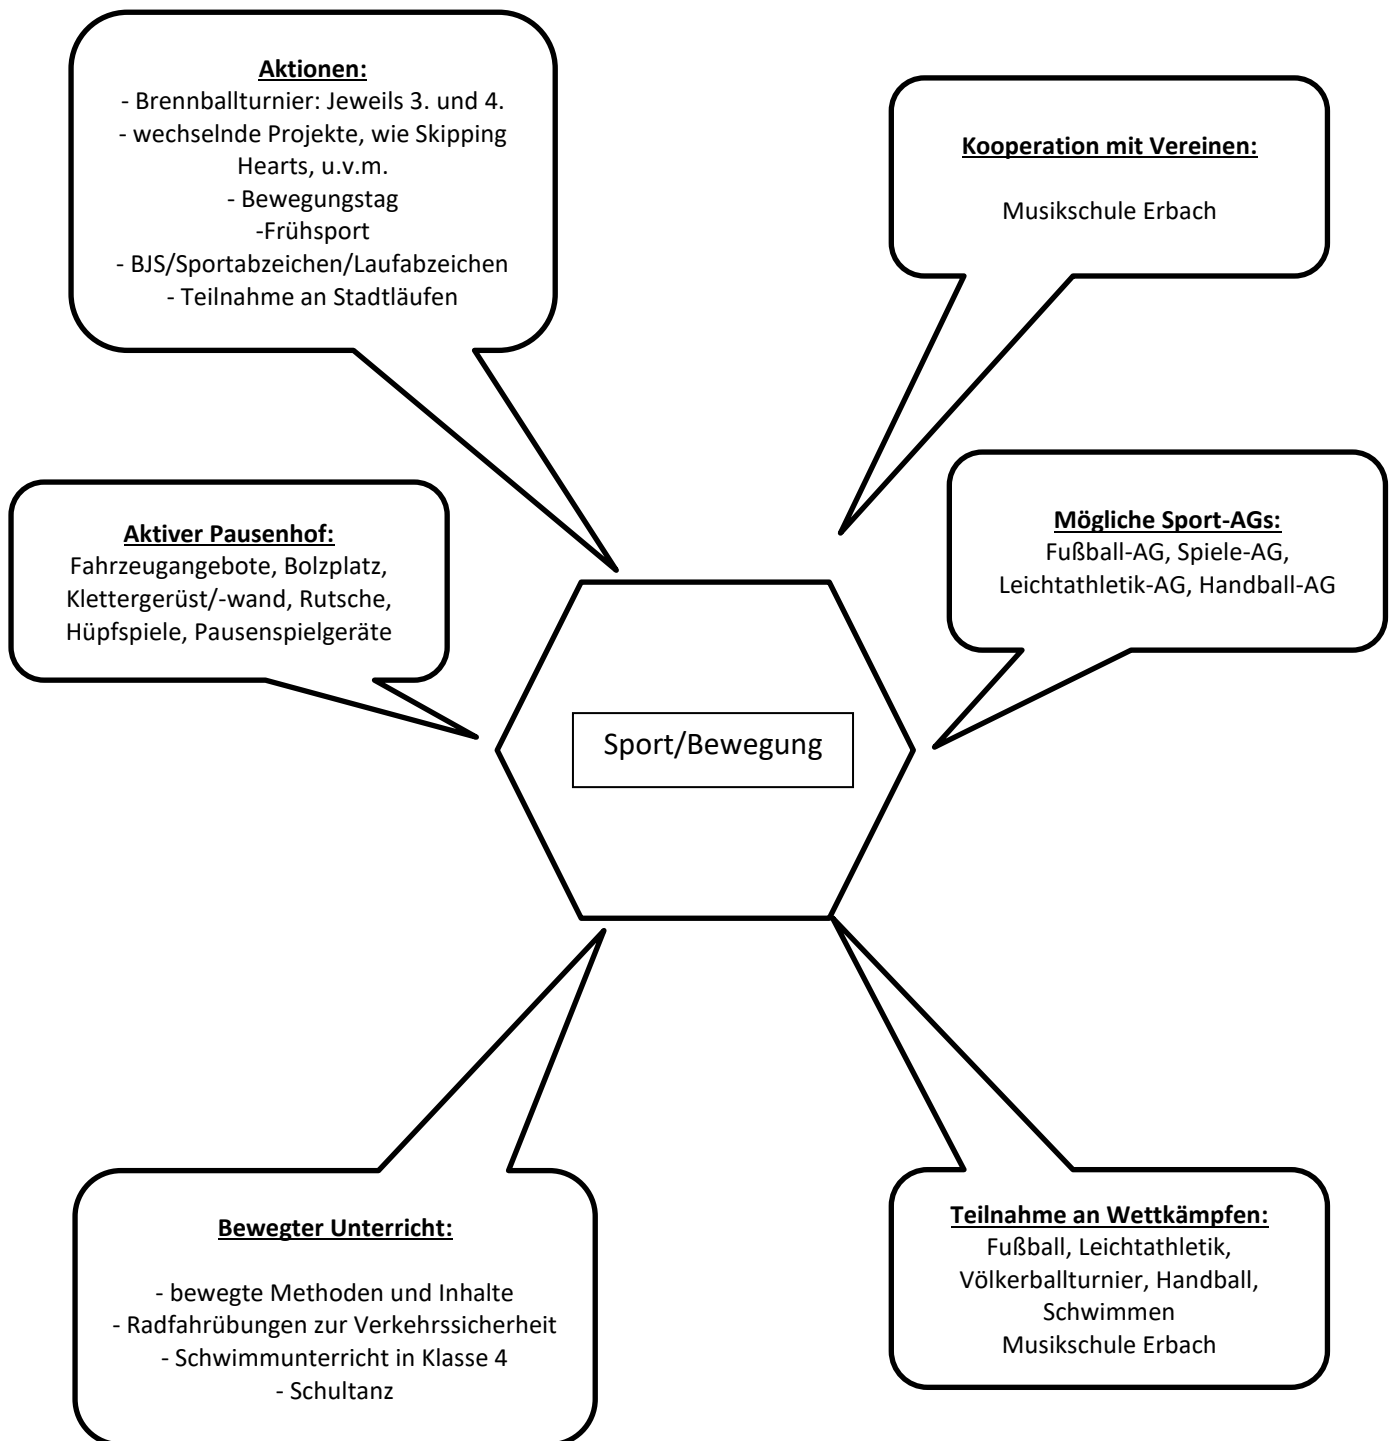 Aktionen:
- Brennballturnier: Jeweils 3. und 4.
- wechselnde Projekte, wie Skipping
Hearts, u.v.m.
- Bewegungstag
-Frühsport
- BJS/Sportabzeichen/Laufabzeichen
- Teilnahme an Stadtläufen
Kooperation mit Vereinen:
Musikschule Erbach
Aktiver Pausenhof:
Fahrzeugangebote, Bolzplatz,
Klettergerüst/-wand, Rutsche,
Hüpfspiele, Pausenspielgeräte
Mögliche Sport-AGs:
Fußball-AG, Spiele-AG,
Leichtathletik-AG, Handball-AG
Sport/Bewegung
Bewegter Unterricht:
- bewegte Methoden und Inhalte
- Radfahrübungen zur Verkehrssicherheit
- Schwimmunterricht in Klasse 4
- Schultanz
Teilnahme an Wettkämpfen:
Fußball, Leichtathletik,
Völkerballturnier, Handball,
Schwimmen
Musikschule Erbach